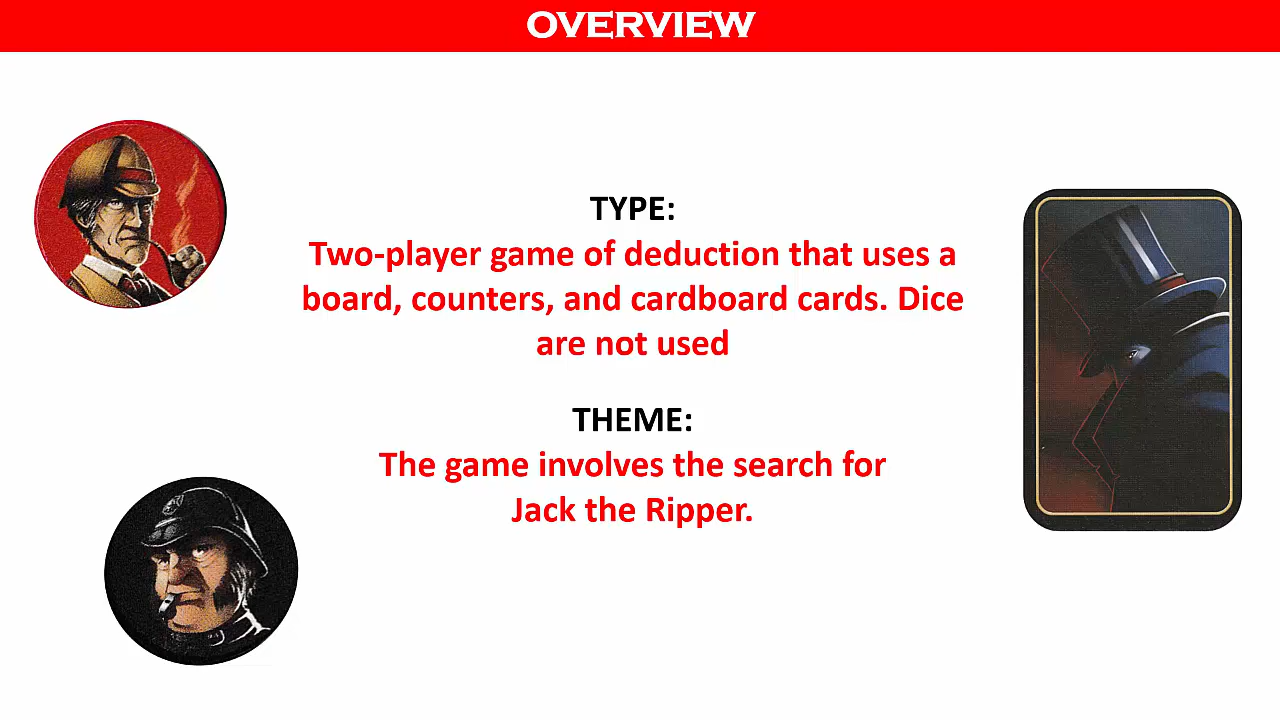 OVERVIEW
TYPE:
Two-player game of deduction that uses a
board, counters, and cardboard cards. Dice
are not used
THEME:
The game involves the search for
Jack the Ripper.